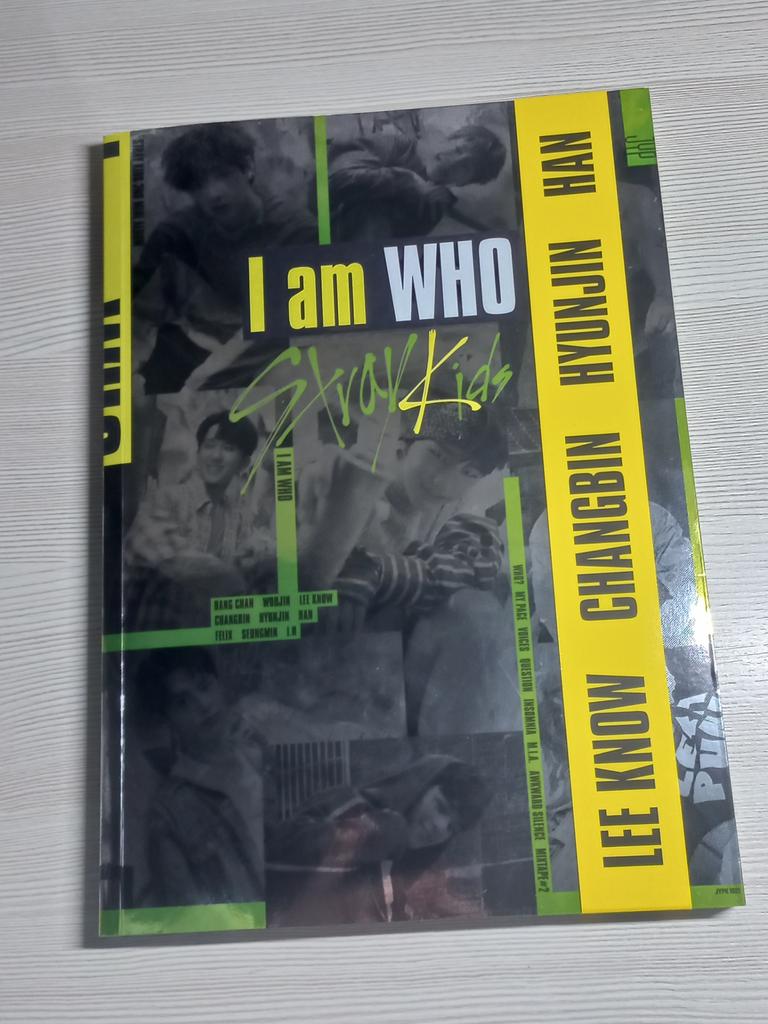 I am WHO
Stray Kids
I AM WHO
BANG CHAN WOOJIN LEE KNOW
CHANGBIN HYUNJIN HAN
FELIX SEUNGMIN I.N
WHO? MY PACE VOICES QUESTION INSOMNIA M.I.A. AWKWARD SILENCE MIXTAPE#2
LEE KNOW CHANGBIN HYUNJIN HAN
JYP